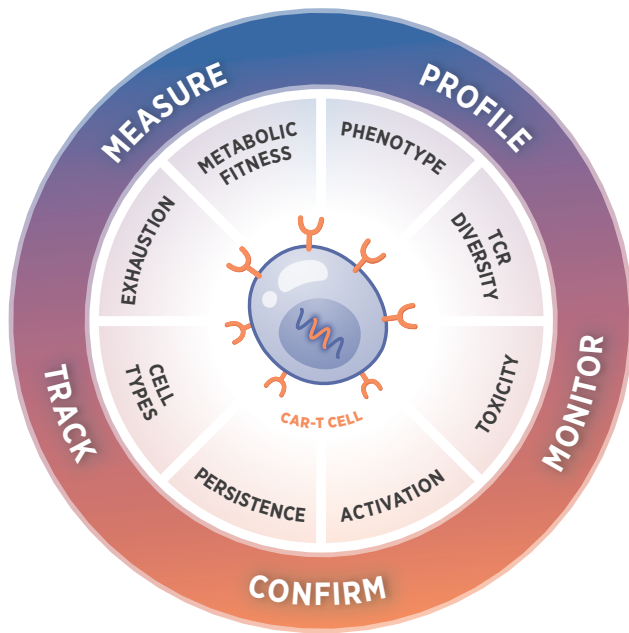 MEASURE
PROFILE
MONITOR
CONFIRM
TRACK
METABOLIC
FITNESS
PHENOTYPE
TCR
DIVERSITY
TOXICITY
ACTIVATION
PERSISTENCE
CELL
TYPES
EXHAUSTION
CAR-T CELL